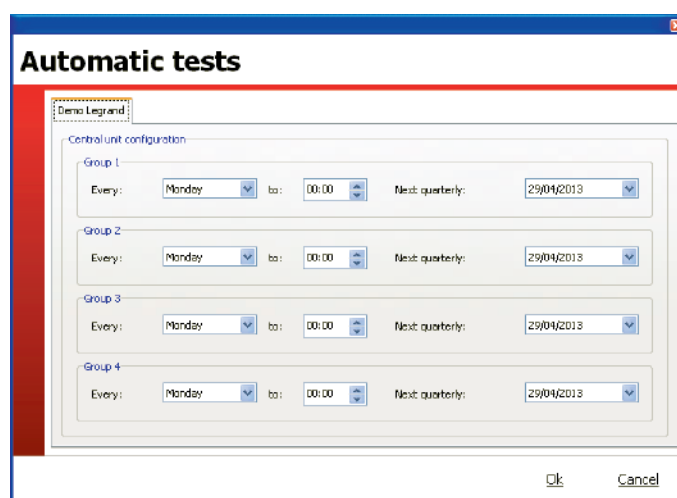 Automatic tests
Demo Legrand
Central unit configuration
Group 1
Every: Monday to: 00:00 Next quarterly: 29/04/2013
Group 2
Every: Monday to: 00:00 Next quarterly: 29/04/2013
Group 3
Every: Monday to: 00:00 Next quarterly: 29/04/2013
Group 4
Every: Monday to: 00:00 Next quarterly: 29/04/2013
Ok Cancel